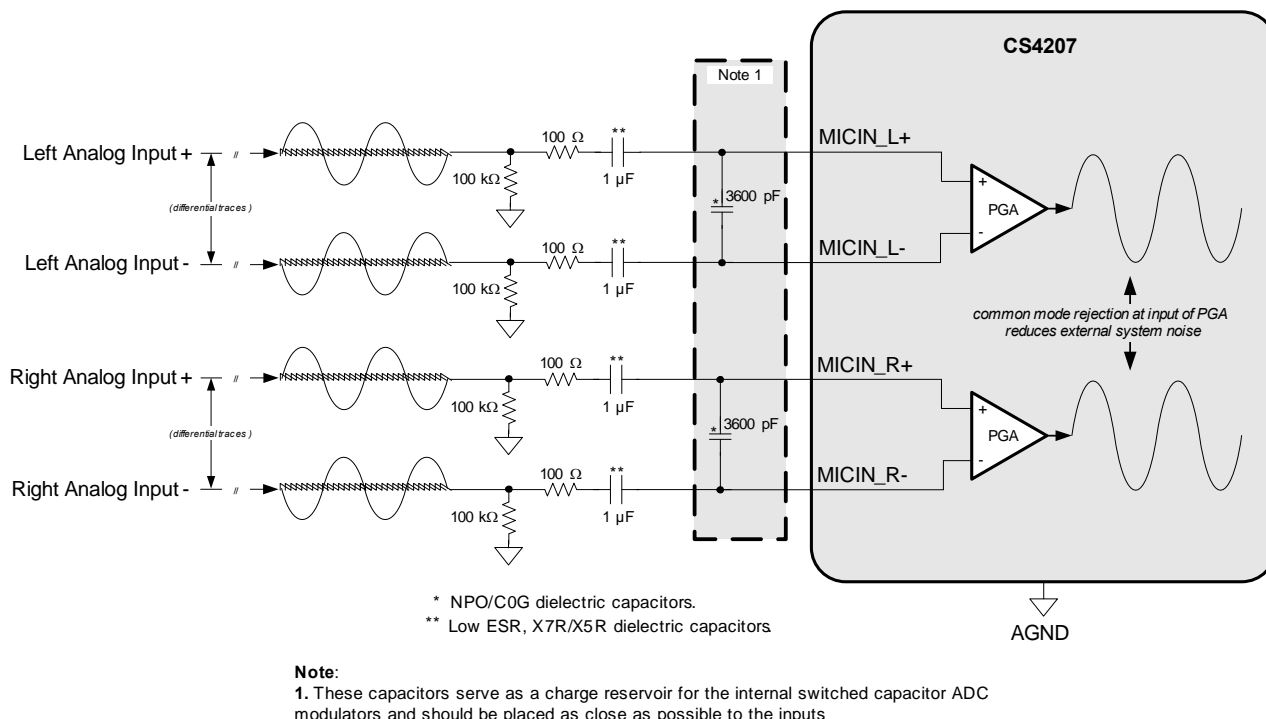 CS4207
Note 1
Left Analog Input +
//
100 Ω
**
1 µF
100 kΩ
MICIN_L+
(differential traces)
* 3600 pF
+
PGA
-
Left Analog Input -
//
100 Ω
**
1 µF
100 kΩ
MICIN_L-
common mode rejection at input of PGA
reduces external system noise
Right Analog Input +
//
100 Ω
**
1 µF
100 kΩ
MICIN_R+
(differential traces)
* 3600 pF
+
PGA
-
Right Analog Input -
//
100 Ω
**
1 µF
100 kΩ
MICIN_R-
AGND
* NPO/C0G dielectric capacitors.
** Low ESR, X7R/X5R dielectric capacitors.
Note:
1. These capacitors serve as a charge reservoir for the internal switched capacitor ADC
modulators and should be placed as close as possible to the inputs